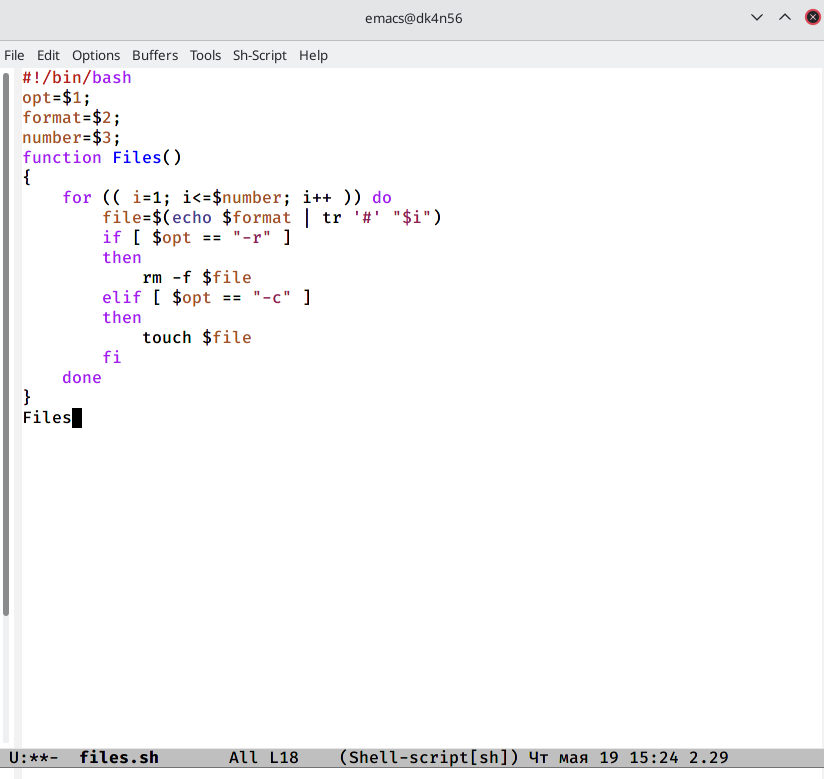 emacs@dk4n56
File Edit Options Buffers Tools Sh-Script Help
#!/bin/bash
opt=$1;
format=$2;
number=$3;
function Files()
{
    for (( i=1; i<=$number; i++ )) do
        file=$(echo $format | tr '#' "$i")
        if [ $opt == "-r" ]
        then
            rm -f $file
        elif [ $opt == "-c" ]
        then
            touch $file
        fi
    done
}
Files
U:**-  files.sh       All L18    (Shell-script[sh]) Чт мая 19 15:24 2.29